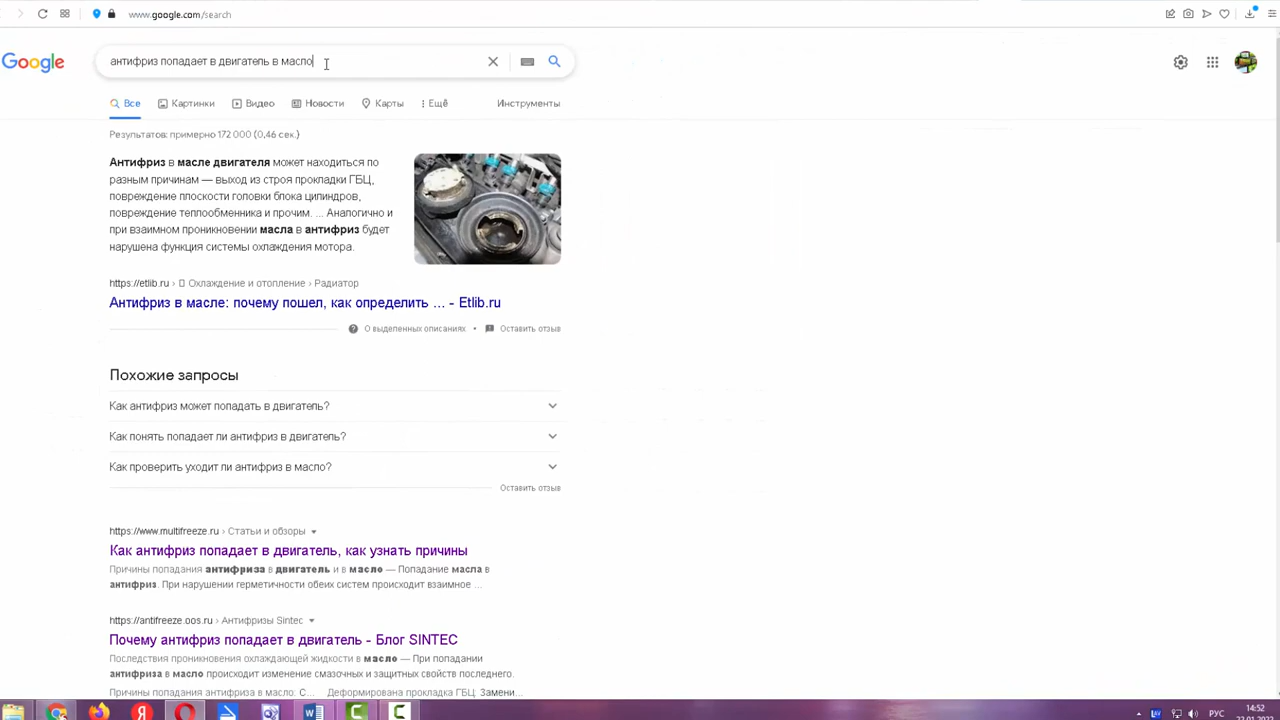 www.google.com/search
Google
антифриз попадает в двигатель в масло
Все Картинки Видео Новости Карты Ещё Инструменты
Результатов: примерно 172 000 (0,46 сек.)
Антифриз в масле двигателя может находиться по
разным причинам — выход из строя прокладки ГБЦ,
повреждение плоскости головки блока цилиндров,
повреждение теплообменника и прочим. ... Аналогично и
при взаимном проникновении масла в антифриз будет
нарушена функция системы охлаждения мотора.
https://etlib.ru › Охлаждение и отопление › Радиатор
Антифриз в масле: почему пошел, как определить ... - Etlib.ru
О выделенных описаниях • Оставить отзыв
Похожие запросы
Как антифриз может попадать в двигатель?
Как понять попадает ли антифриз в двигатель?
Как проверить уходит ли антифриз в масло?
Оставить отзыв
https://www.multifreeze.ru › Статьи и обзоры
Как антифриз попадает в двигатель, как узнать причины
Причины попадания антифриза в двигатель и в масло — Попадание масла в
антифриз. При нарушении герметичности обеих систем происходит взаимное ...
https://antifreeze.oos.ru › Антифризы Sintec
Почему антифриз попадает в двигатель - Блог SINTEC
Последствия проникновения охлаждающей жидкости в масло — При попадании
антифриза в масло происходит изменение смазочных и защитных свойств последнего.
Причины попадания антифриза в масло: С... Деформирована прокладка ГБЦ. Замени...
РУС
14:52